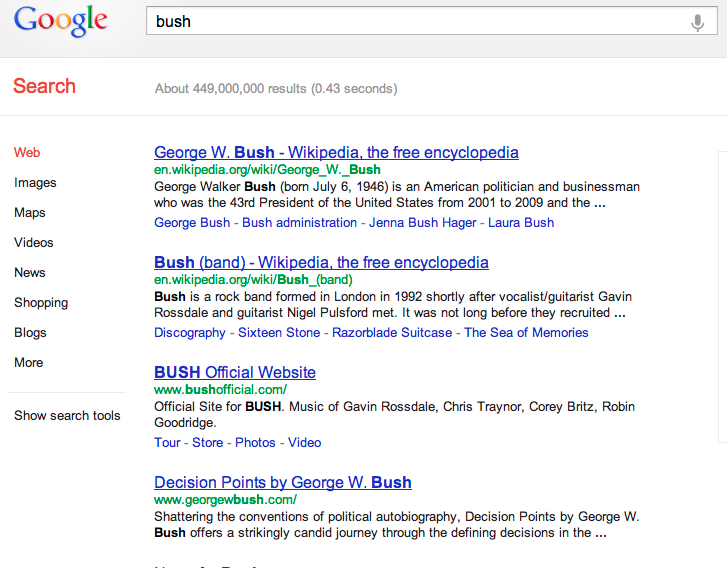 Google
bush
Search
About 449,000,000 results (0.43 seconds)
Web
Images
Maps
Videos
News
Shopping
Blogs
More
Show search tools
George W. Bush - Wikipedia, the free encyclopedia
en.wikipedia.org/wiki/George_W._Bush
George Walker Bush (born July 6, 1946) is an American politician and businessman
who was the 43rd President of the United States from 2001 to 2009 and the ...
George Bush - Bush administration - Jenna Bush Hager - Laura Bush
Bush (band) - Wikipedia, the free encyclopedia
en.wikipedia.org/wiki/Bush_(band)
Bush is a rock band formed in London in 1992 shortly after vocalist/guitarist Gavin
Rossdale and guitarist Nigel Pulsford met. It was not long before they recruited ...
Discography - Sixteen Stone - Razorblade Suitcase - The Sea of Memories
BUSH Official Website
www.bushofficial.com/
Official Site for BUSH. Music of Gavin Rossdale, Chris Traynor, Corey Britz, Robin
Goodridge.
Tour - Store - Photos - Video
Decision Points by George W. Bush
www.georgewbush.com/
Shattering the conventions of political autobiography, Decision Points by George W.
Bush offers a strikingly candid journey through the defining decisions in the ...